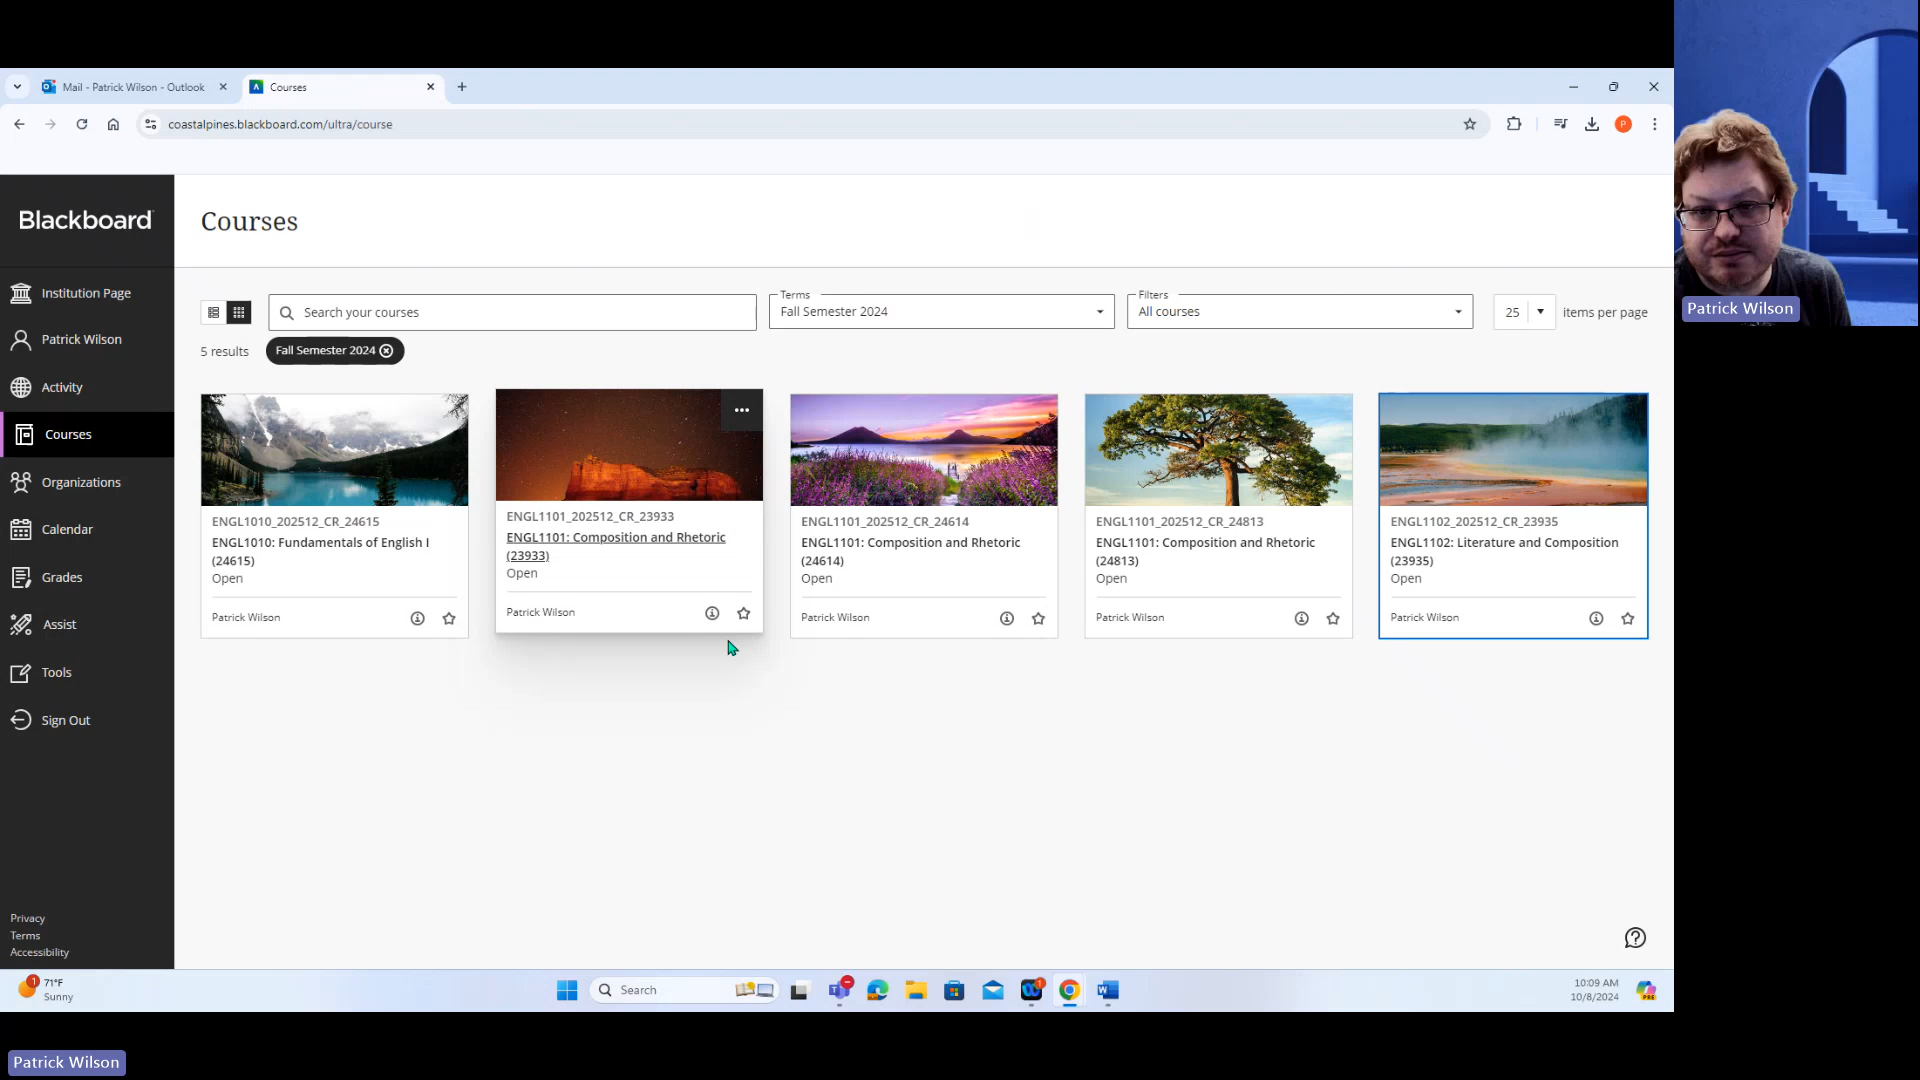 Mail - Patrick Wilson - Outlook
Courses
coastalpines.blackboard.com/ultra/course
P
Patrick Wilson
Blackboard
Institution Page
Patrick Wilson
Activity
Courses
Organizations
Calendar
Grades
Assist
Tools
Sign Out
Privacy
Terms
Accessibility
Courses
Search your courses
Terms
Fall Semester 2024
Filters
All courses
25 items per page
5 results
Fall Semester 2024
ENGL1010_202512_CR_24615
ENGL1010: Fundamentals of English I
(24615)
Open
Patrick Wilson
ENGL1101_202512_CR_23933
ENGL1101: Composition and Rhetoric
(23933)
Open
Patrick Wilson
ENGL1101_202512_CR_24614
ENGL1101: Composition and Rhetoric
(24614)
Open
Patrick Wilson
ENGL1101_202512_CR_24813
ENGL1101: Composition and Rhetoric
(24813)
Open
Patrick Wilson
ENGL1102_202512_CR_23935
ENGL1102: Literature and Composition
(23935)
Open
Patrick Wilson
1
71°F
Sunny
Search
1
10:09 AM
10/8/2024
PRE
Patrick Wilson